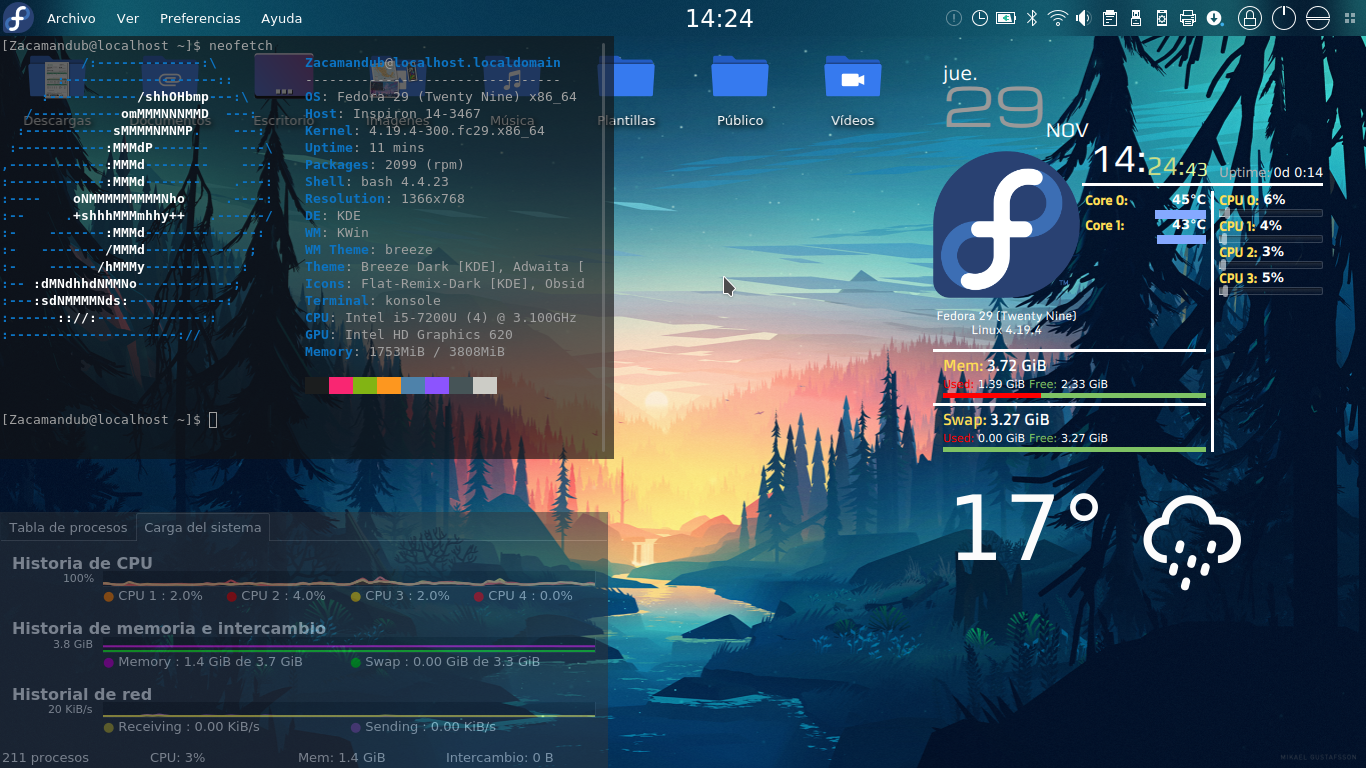 Archivo Ver Preferencias Ayuda
14:24
[Zacamandub@localhost ~]$ neofetch
/:-------------:\
:-------------------::
:-----------/shhOHbmp---:\
/-----------omMMMNNNMMD ---:
:-----------sMMMMNMNMP. ---:
:-----------:MMMdP------- ---\
,------------:MMMd-------- ---:
:------------:MMMd------- .---:
:---- oNMMMMMMMMMNho .----:
:-- .+shhhMMMmhhy++ .------/
:- -------:MMMd--------------:
:- --------/MMMd-------------;
:- ------/hMMMy------------:
:-- :dMNdhhdNMMNo------------;
:---:sdNMMMMNds:------------:
:------:://:-------------::
:---------------------://
Zacamandub@localhost.localdomain
--------------------------------
OS: Fedora 29 (Twenty Nine) x86_64
Host: Inspiron 14-3467
Kernel: 4.19.4-300.fc29.x86_64
Uptime: 11 mins
Packages: 2099 (rpm)
Shell: bash 4.4.23
Resolution: 1366x768
DE: KDE
WM: KWin
WM Theme: breeze
Theme: Breeze Dark [KDE], Adwaita [
Icons: Flat-Remix-Dark [KDE], Obsid
Terminal: konsole
CPU: Intel i5-7200U (4) @ 3.100GHz
GPU: Intel HD Graphics 620
Memory: 1753MiB / 3808MiB
[Zacamandub@localhost ~]$
Descargas Documentos Escritorio Imágenes Música Plantillas Público Vídeos
jue.
29
NOV
14:24:43
Uptime: 0d 0:14
Core 0: 45°C
Core 1: 43°C
CPU 0: 6%
CPU 1: 4%
CPU 2: 3%
CPU 3: 5%
TM
Fedora 29 (Twenty Nine)
Linux 4.19.4
Mem: 3.72 GiB
Used: 1.39 GiB Free: 2.33 GiB
Swap: 3.27 GiB
Used: 0.00 GiB Free: 3.27 GiB
17°
Tabla de procesos Carga del sistema
Historia de CPU
100%
CPU 1 : 2.0% CPU 2 : 4.0% CPU 3 : 2.0% CPU 4 : 0.0%
Historia de memoria e intercambio
3.8 GiB
Memory : 1.4 GiB de 3.7 GiB Swap : 0.00 GiB de 3.3 GiB
Historial de red
20 KiB/s
Receiving : 0.00 KiB/s Sending : 0.00 KiB/s
211 procesos CPU: 3% Mem: 1.4 GiB Intercambio: 0 B
MIKAEL GUSTAFSSON